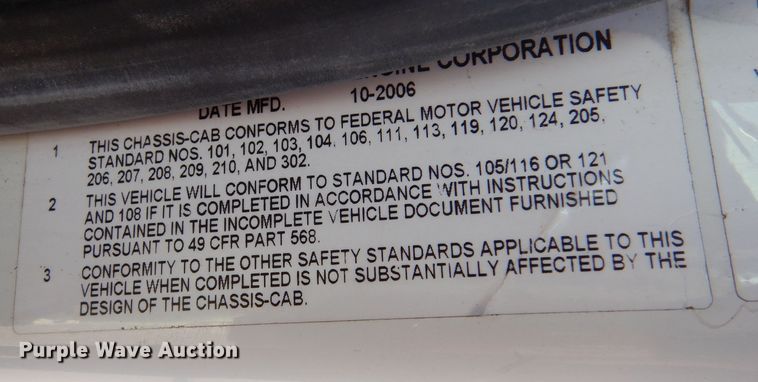 CORPORATION
DATE MFD. 10-2006
1 THIS CHASSIS-CAB CONFORMS TO FEDERAL MOTOR VEHICLE SAFETY
STANDARD NOS. 101, 102, 103, 104, 106, 111, 113, 119, 120, 124, 205,
206, 207, 208, 209, 210, AND 302.
2 THIS VEHICLE WILL CONFORM TO STANDARD NOS. 105/116 OR 121
AND 108 IF IT IS COMPLETED IN ACCORDANCE WITH INSTRUCTIONS
CONTAINED IN THE INCOMPLETE VEHICLE DOCUMENT FURNISHED
PURSUANT TO 49 CFR PART 568.
3 CONFORMITY TO THE OTHER SAFETY STANDARDS APPLICABLE TO THIS
VEHICLE WHEN COMPLETED IS NOT SUBSTANTIALLY AFFECTED BY THE
DESIGN OF THE CHASSIS-CAB.
Purple Wave Auction